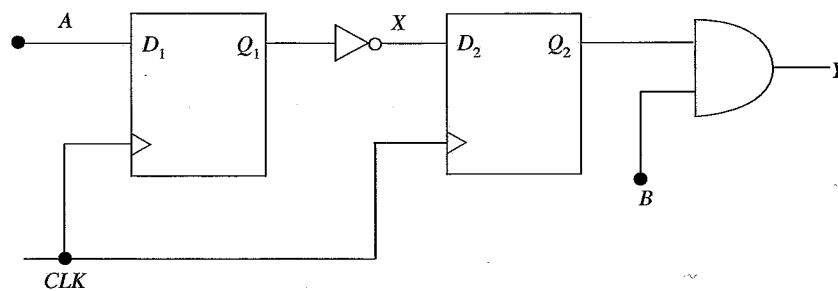 A
X
D₁
Q₁
D₂
Q₂
Y
B
CLK